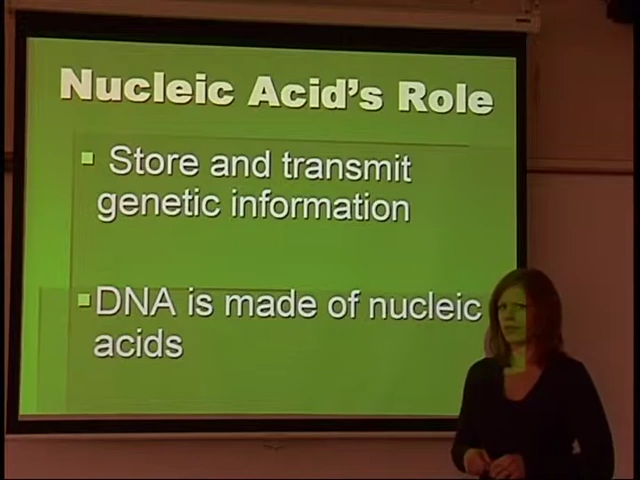 Nucleic Acid's Role
Store and transmit
genetic information
DNA is made of nucleic
acids